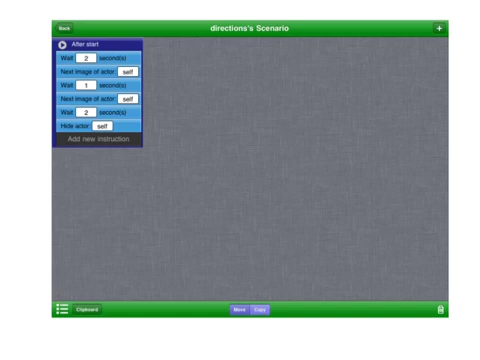 Back
directions's Scenario
+
After start
Wait 2 second(s)
Next image of actor: self
Wait 1 second(s)
Next image of actor: self
Wait 2 second(s)
Hide actor: self
Add new instruction
Clipboard
Move Copy